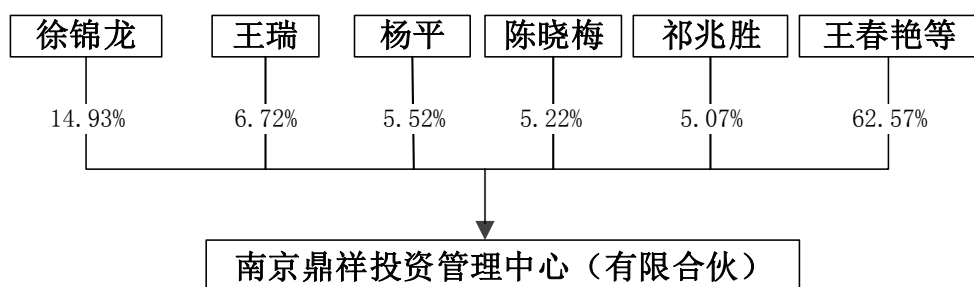 徐锦龙 王瑞 杨平 陈晓梅 祁兆胜 王春艳等
14.93% 6.72% 5.52% 5.22% 5.07% 62.57%
南京鼎祥投资管理中心（有限合伙）